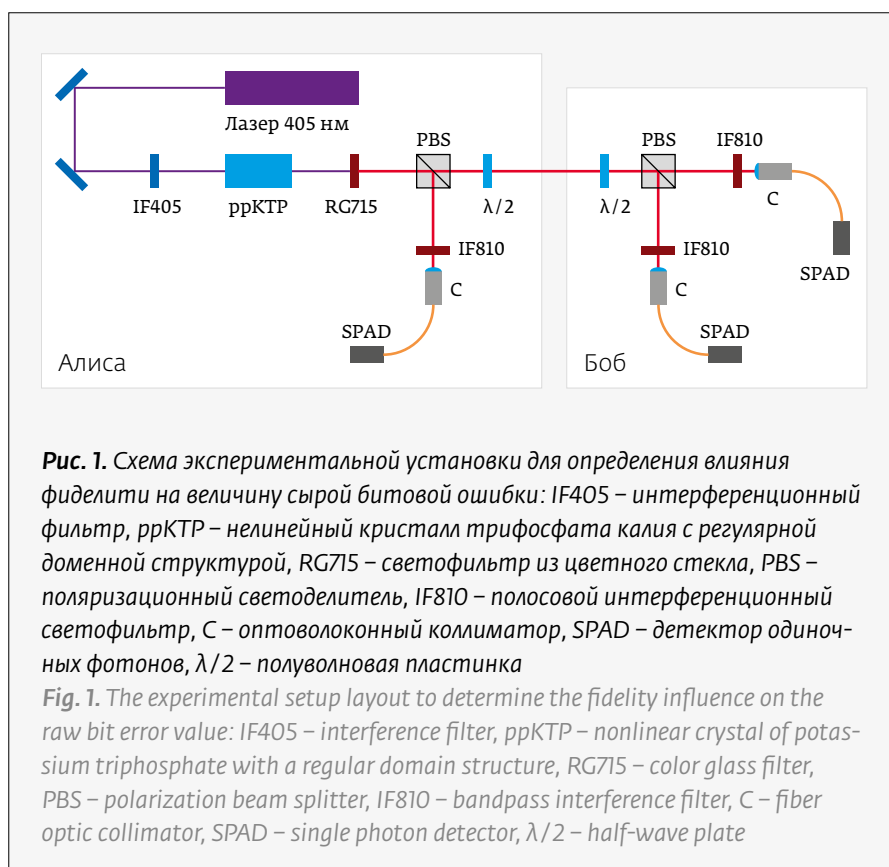 Лазер 405 нм
PBS
PBS
IF810
IF405
ppKTP
RG715
λ/2
λ/2
C
IF810
IF810
SPAD
C
C
SPAD
SPAD
Алиса
Боб
Рис. 1. Схема экспериментальной установки для определения влияния
фиделити на величину сырой битовой ошибки: IF405 – интерференционный
фильтр, ppKTP – нелинейный кристалл трифосфата калия с регулярной
доменной структурой, RG715 – светофильтр из цветного стекла, PBS –
поляризационный светоделитель, IF810 – полосовой интерференционный
светофильтр, C – оптоволоконный коллиматор, SPAD – детектор одиноч-
ных фотонов, λ/2 – полуволновая пластинка
Fig. 1. The experimental setup layout to determine the fidelity influence on the
raw bit error value: IF405 – interference filter, ppKTP – nonlinear crystal of potas-
sium triphosphate with a regular domain structure, RG715 – color glass filter,
PBS – polarization beam splitter, IF810 – bandpass interference filter, C – fiber
optic collimator, SPAD – single photon detector, λ/2 – half-wave plate